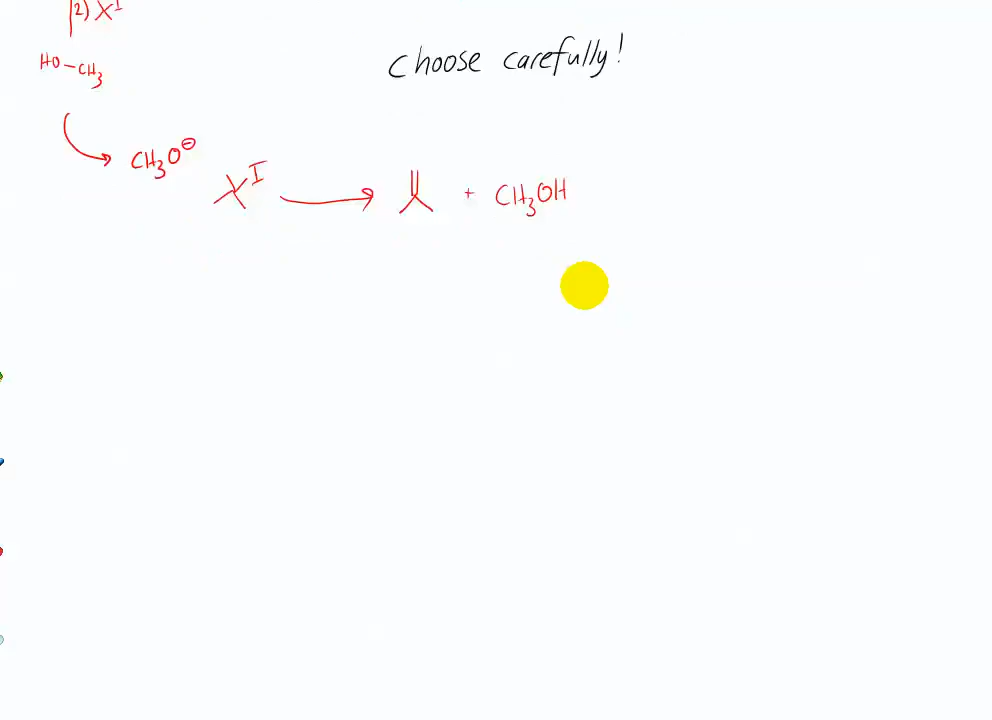 2) I
HO-CH₃
choose carefully!
CH₃O⊖
I
+ CH₃OH